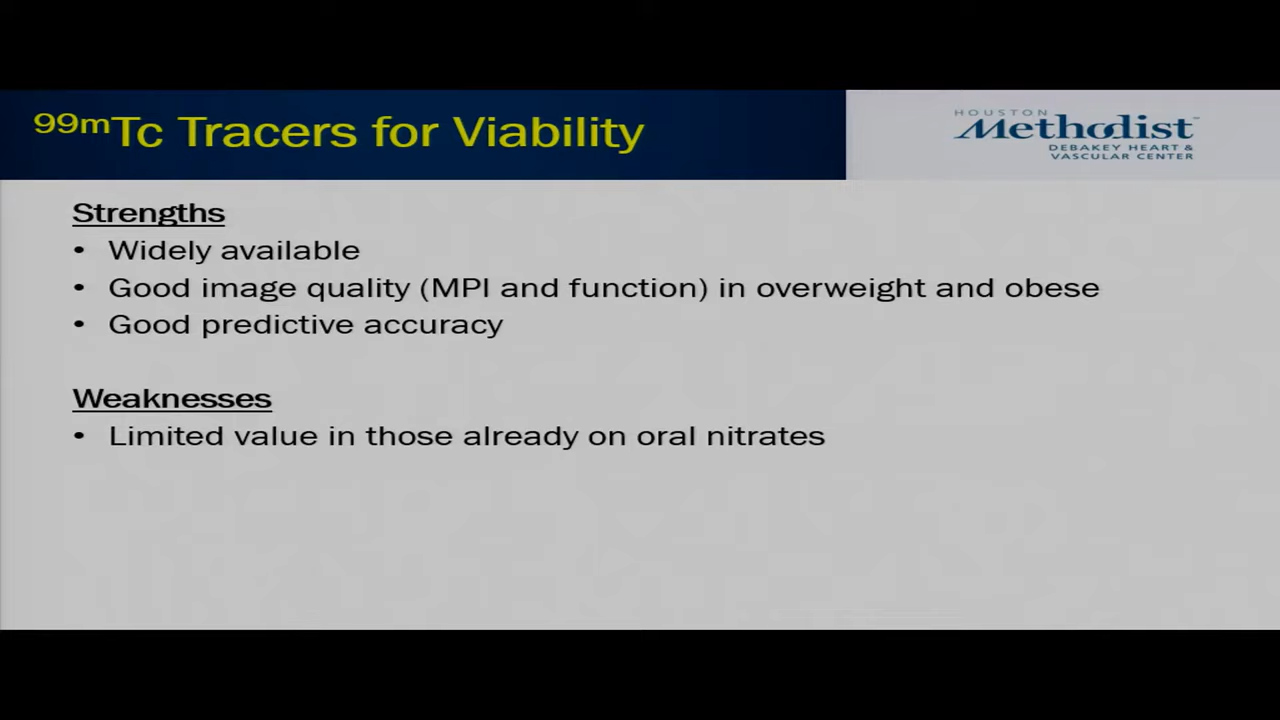 ⁹⁹ᵐTc Tracers for Viability
HOUSTON
Methodist™
DEBAKEY HEART &
VASCULAR CENTER
Strengths
• Widely available
• Good image quality (MPI and function) in overweight and obese
• Good predictive accuracy
Weaknesses
• Limited value in those already on oral nitrates